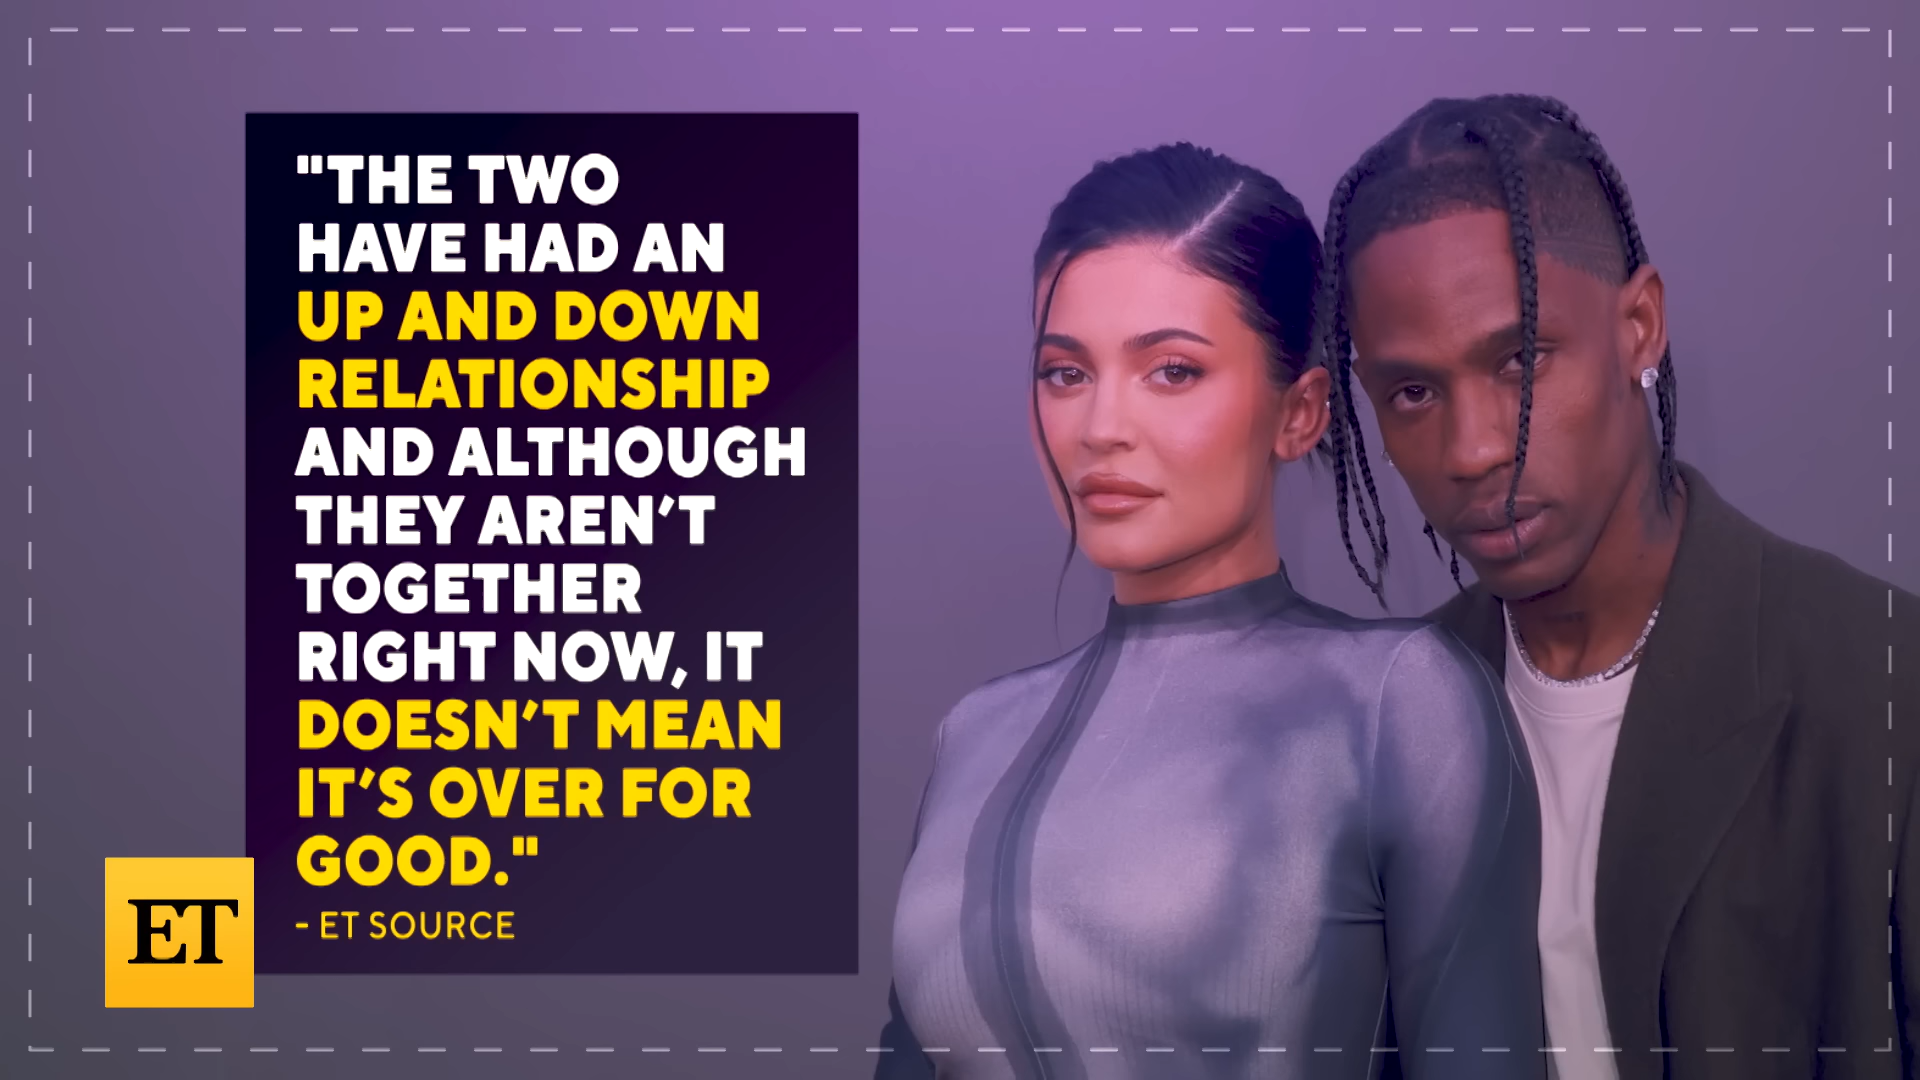 "THE TWO
HAVE HAD AN
UP AND DOWN
RELATIONSHIP
AND ALTHOUGH
THEY AREN'T
TOGETHER
RIGHT NOW, IT
DOESN'T MEAN
IT'S OVER FOR
GOOD."
- ET SOURCE
ET